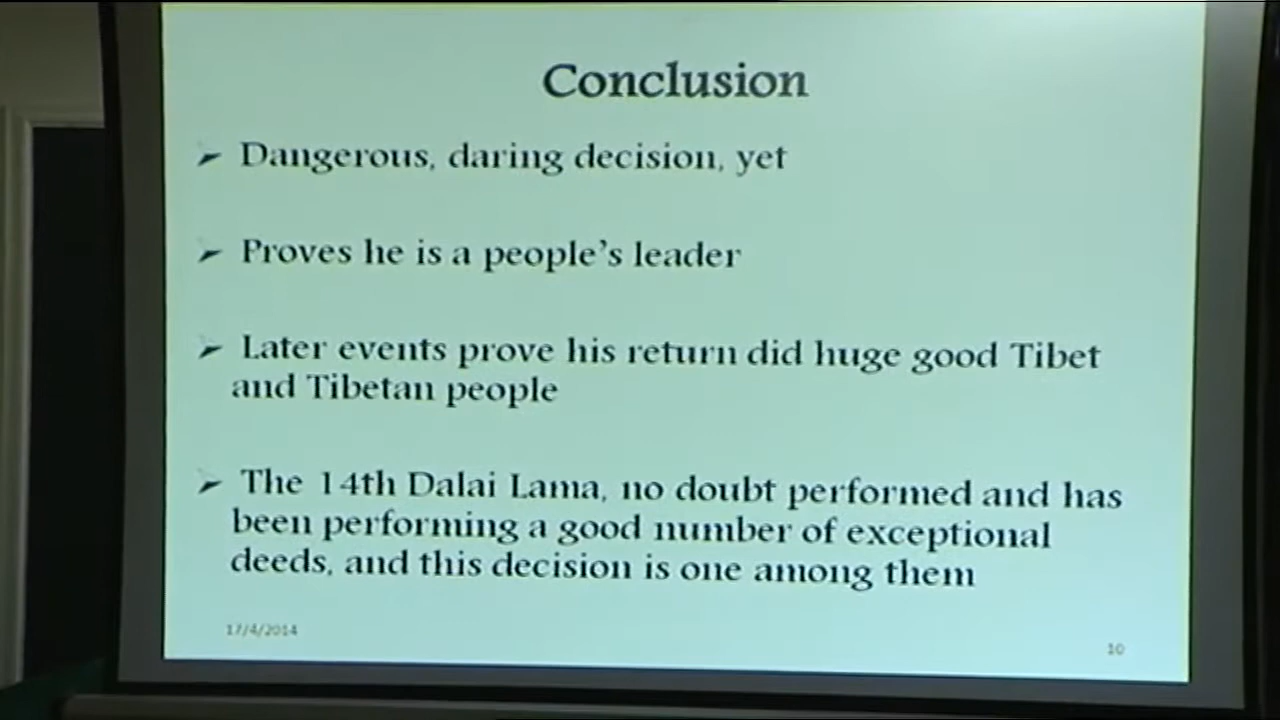 Conclusion
➢ Dangerous, daring decision, yet
➢ Proves he is a people's leader
➢ Later events prove his return did huge good Tibet
and Tibetan people
➢ The 14th Dalai Lama, no doubt performed and has
been performing a good number of exceptional
deeds, and this decision is one among them
17/4/2014
10